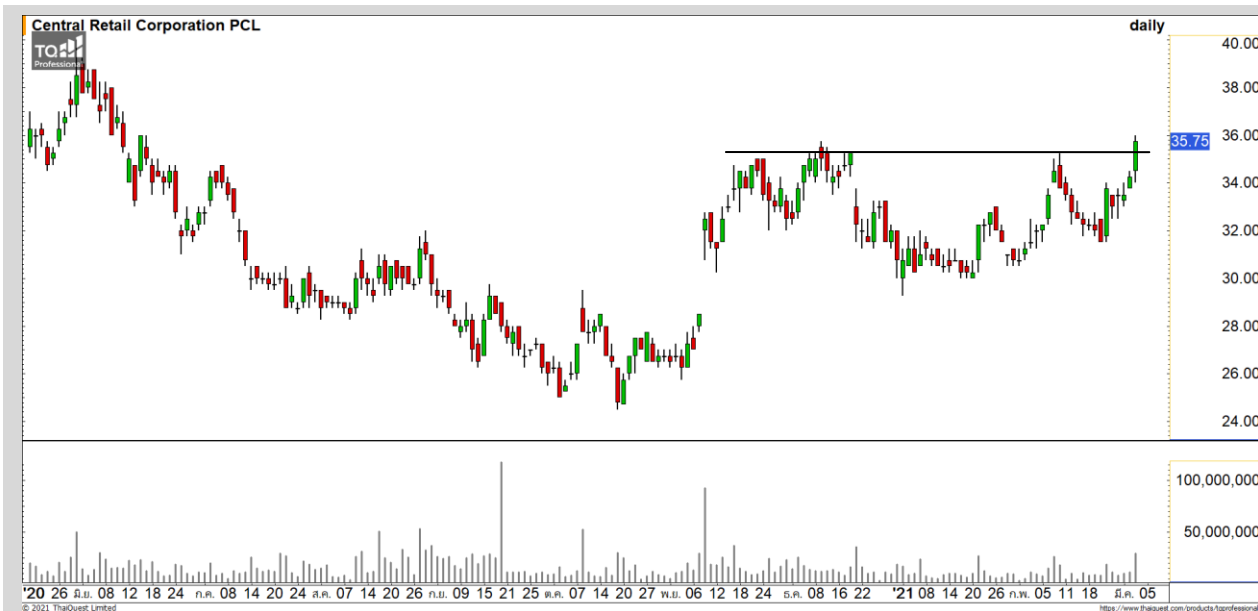 Central Retail Corporation PCL daily
TQ
Professional
40.00
38.00
36.00
35.75
34.00
32.00
30.00
28.00
26.00
24.00
100,000,000
50,000,000
'20 26 มิ.ย. 08 12 18 24 ก.ค. 08 14 20 24 ส.ค. 07 14 20 26 ก.ย. 09 15 21 25 ต.ค. 07 14 20 27 พ.ย. 06 12 18 24 ธ.ค. 08 16 22 '21 08 14 20 26 ก.พ. 05 11 18 มี.ค. 05
© 2021 ThaiQuest Limited https://www.thaiquest.com/products/tqprofessional